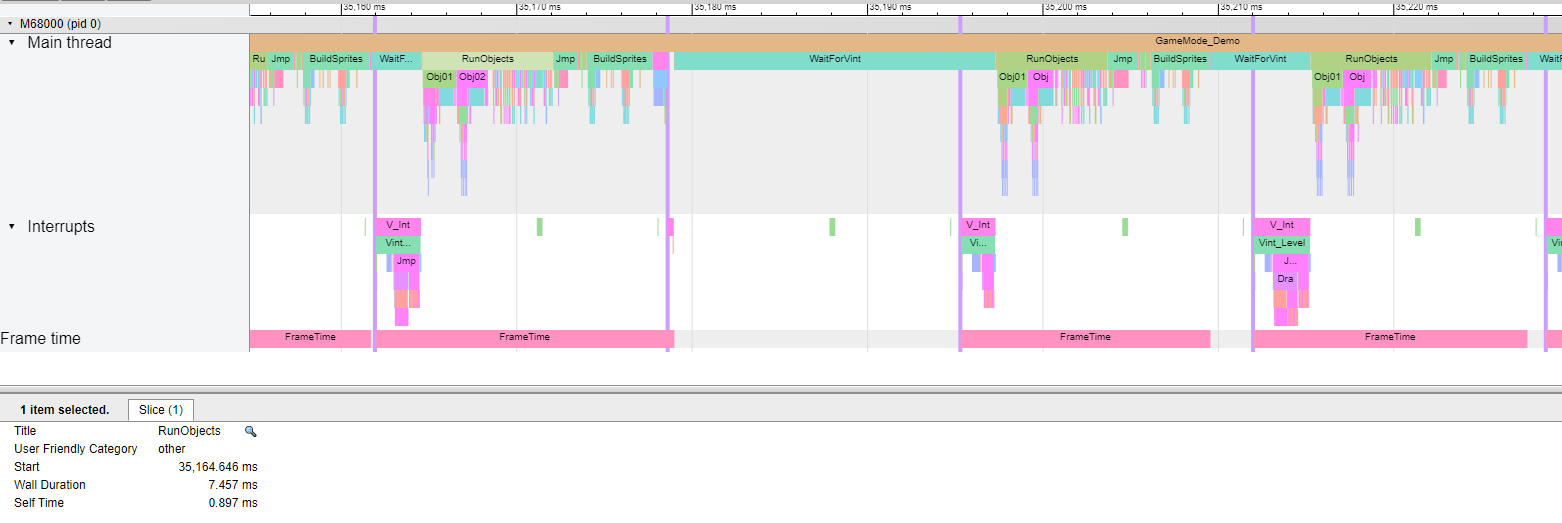 35,160 ms 35,170 ms 35,180 ms 35,190 ms 35,200 ms 35,210 ms 35,220 ms
M68000 (pid 0)
Main thread
GameMode_Demo
Ru Jmp BuildSprites WaitF... RunObjects Jmp BuildSprites WaitForVint RunObjects Jmp BuildSprites WaitForVint RunObjects Jmp BuildSprites WaitF
Obj01 Obj02 Obj01 Obj Obj01 Obj
Interrupts
V_Int V_Int V_Int
Vint... Vi... Vint_Level Vin
Jmp J...
Dra
Frame time
FrameTime FrameTime FrameTime FrameTime
1 item selected. Slice (1)
Title RunObjects
User Friendly Category other
Start 35,164.646 ms
Wall Duration 7.457 ms
Self Time 0.897 ms